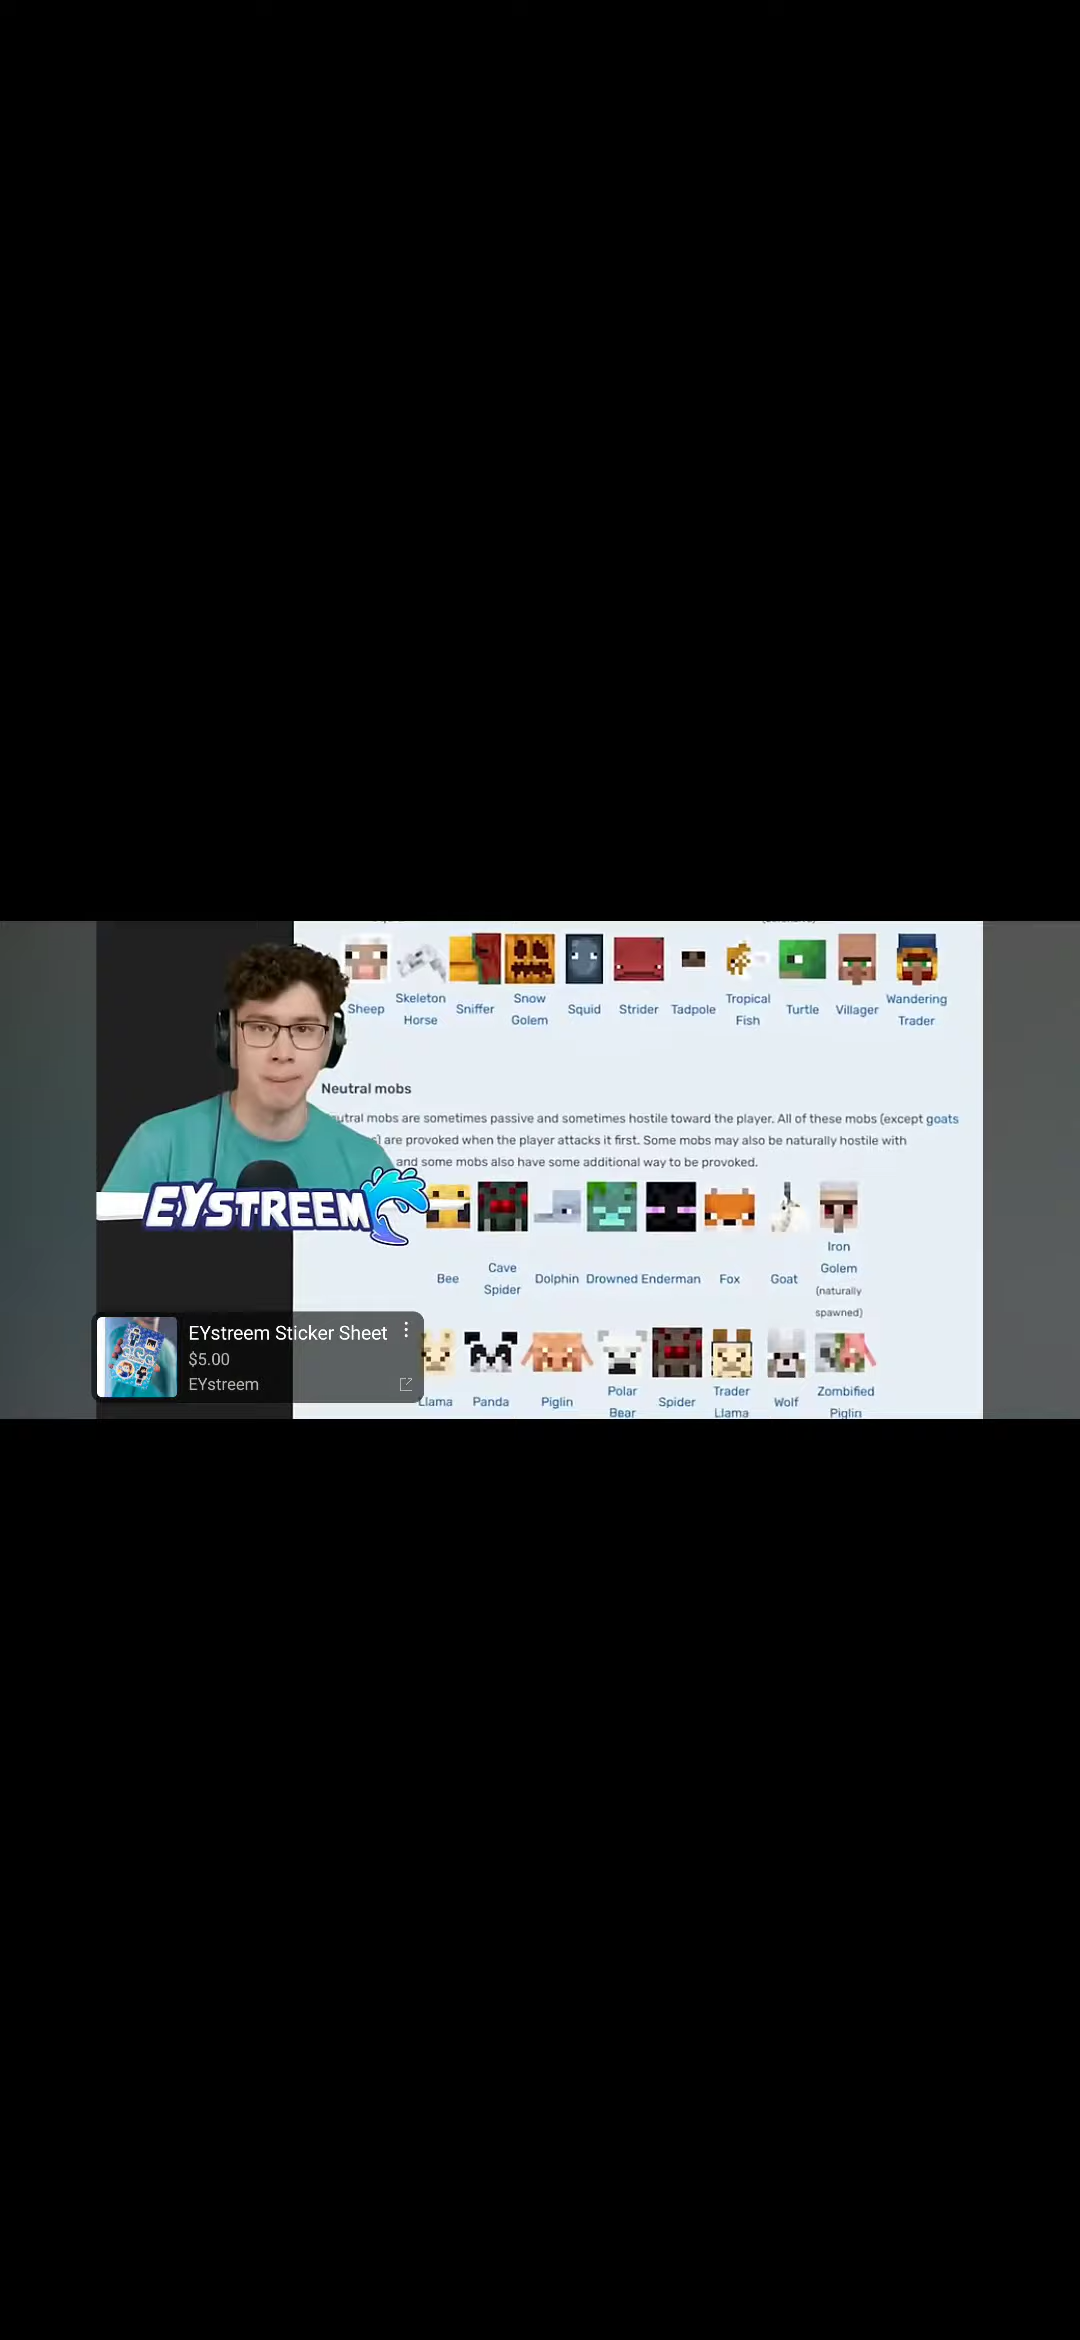 Sheep
Skeleton Horse
Sniffer
Snow Golem
Squid
Strider
Tadpole
Tropical Fish
Turtle
Villager
Wandering Trader
Neutral mobs
mobs are sometimes passive and sometimes hostile toward the player. All of these mobs (except goats
are provoked when the player attacks it first. Some mobs may also be naturally hostile with
and some mobs also have some additional way to be provoked.
EYSTREEM
Bee
Cave Spider
Dolphin
Drowned
Enderman
Fox
Goat
Iron Golem (naturally spawned)
EYstreem Sticker Sheet
$5.00
EYstreem
Llama
Panda
Piglin
Polar Bear
Spider
Trader Llama
Wolf
Zombified Piglin